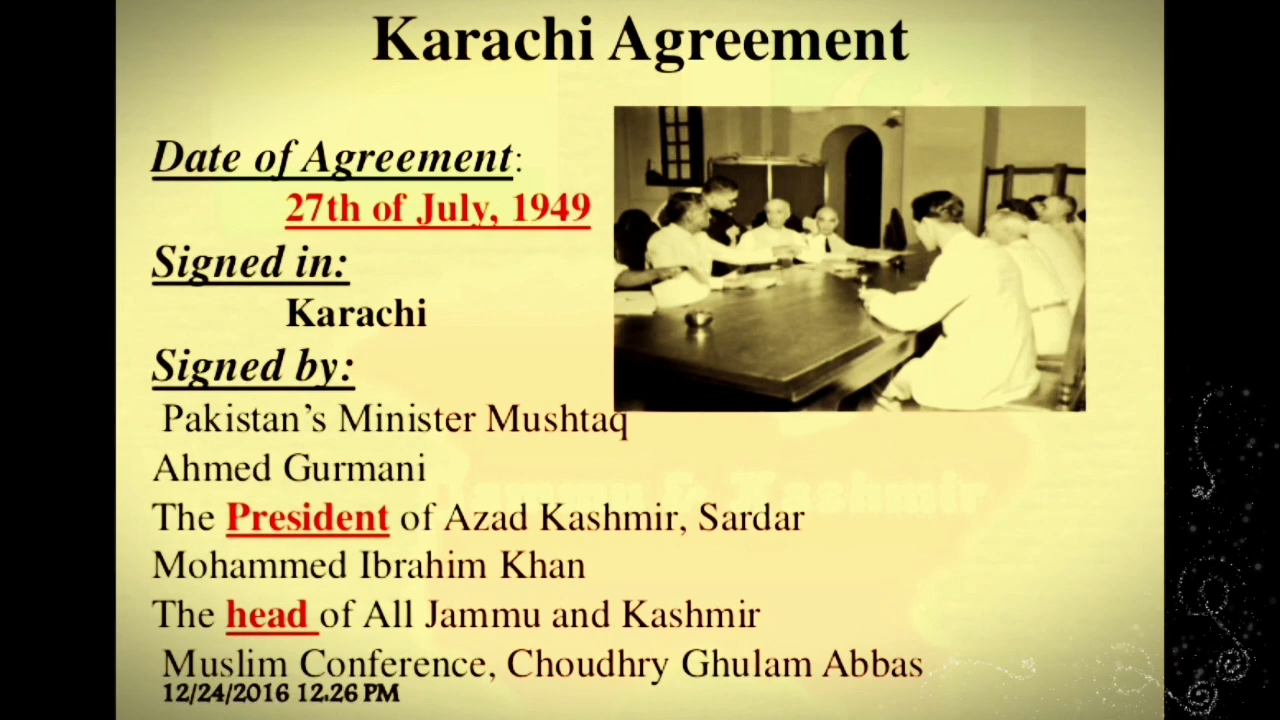 Karachi Agreement
Date of Agreement:
27th of July, 1949
Signed in:
Karachi
Signed by:
Pakistan’s Minister Mushtaq
Ahmed Gurmani
The President of Azad Kashmir, Sardar
Mohammed Ibrahim Khan
The head of All Jammu and Kashmir
Muslim Conference, Choudhry Ghulam Abbas
12/24/2016 12:26 PM
Jammu & Kashmir